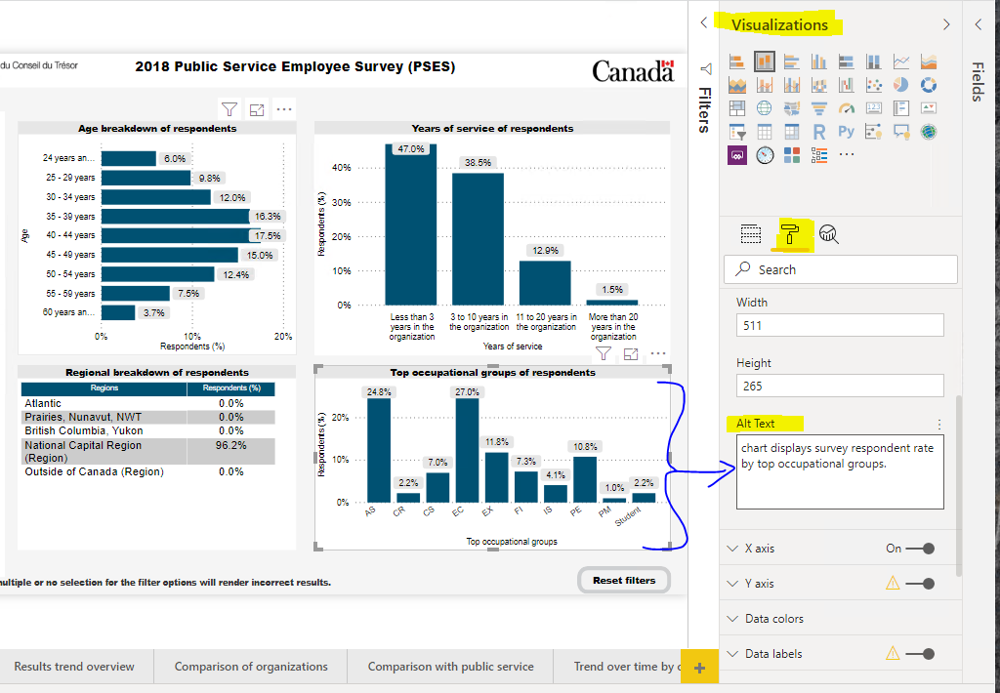 du Conseil du Trésor
2018 Public Service Employee Survey (PSES)
Canada
Age breakdown of respondents
Age
24 years an... 6.0%
25 - 29 years 9.8%
30 - 34 years 12.0%
35 - 39 years 16.3%
40 - 44 years 17.5%
45 - 49 years 15.0%
50 - 54 years 12.4%
55 - 59 years 7.5%
60 years an... 3.7%
0% 10% 20%
Respondents (%)
Years of service of respondents
Respondents (%)
40%
30%
20%
10%
0%
47.0% 38.5% 12.9% 1.5%
Less than 3 years in the organization
3 to 10 years in the organization
11 to 20 years in the organization
More than 20 years in the organization
Years of service
Regional breakdown of respondents
Regions Respondents (%)
Atlantic 0.0%
Prairies, Nunavut, NWT 0.0%
British Columbia, Yukon 0.0%
National Capital Region 96.2%
(Region)
Outside of Canada (Region) 0.0%
Top occupational groups of respondents
Respondents (%)
20%
10%
0%
24.8% 2.2% 7.0% 27.0% 11.8% 7.3% 4.1% 10.8% 1.0% 2.2%
AS CR CS EC EX FI IS PE PM Student
Top occupational groups
multiple or no selection for the filter options will render incorrect results.
Reset filters
Results trend overview
Comparison of organizations
Comparison with public service
Trend over time by
+
Filters
Visualizations
R Py
123
Search
Width
511
Height
265
Alt Text
chart displays survey respondent rate
by top occupational groups.
X axis On
Y axis
Data colors
Data labels
Fields